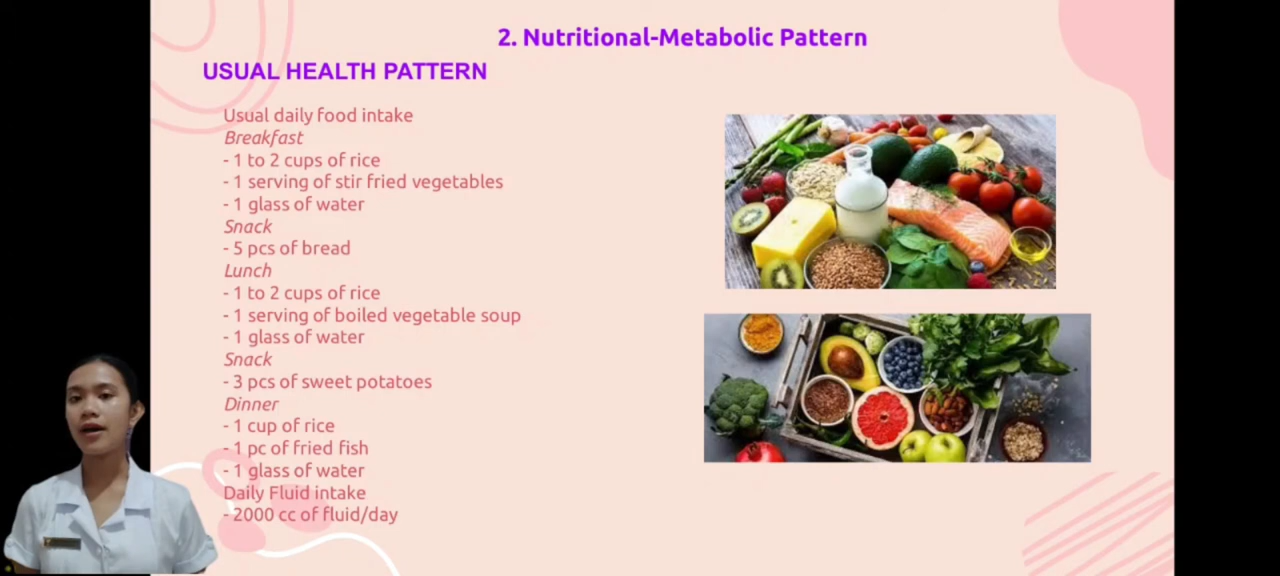 2. Nutritional-Metabolic Pattern
USUAL HEALTH PATTERN
Usual daily food intake
Breakfast
- 1 to 2 cups of rice
- 1 serving of stir fried vegetables
- 1 glass of water
Snack
- 5 pcs of bread
Lunch
- 1 to 2 cups of rice
- 1 serving of boiled vegetable soup
- 1 glass of water
Snack
- 3 pcs of sweet potatoes
Dinner
- 1 cup of rice
- 1 pc of fried fish
- 1 glass of water
Daily Fluid intake
- 2000 cc of fluid/day